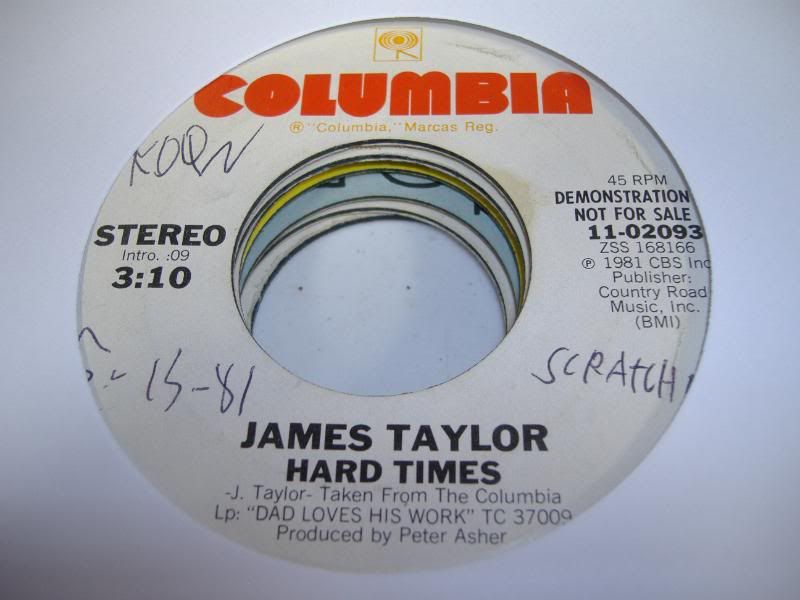 COLUMBIA
® "Columbia," Marcas Reg.
STEREO
Intro. :09
3:10
45 RPM
DEMONSTRATION
NOT FOR SALE
11-02093
ZSS 168166
℗ 1981 CBS Inc
Publisher:
Country Road
Music, Inc.
(BMI)
15-81
SCRATCH
JAMES TAYLOR
HARD TIMES
-J. Taylor- Taken From The Columbia
Lp: "DAD LOVES HIS WORK" TC 37009
Produced by Peter Asher